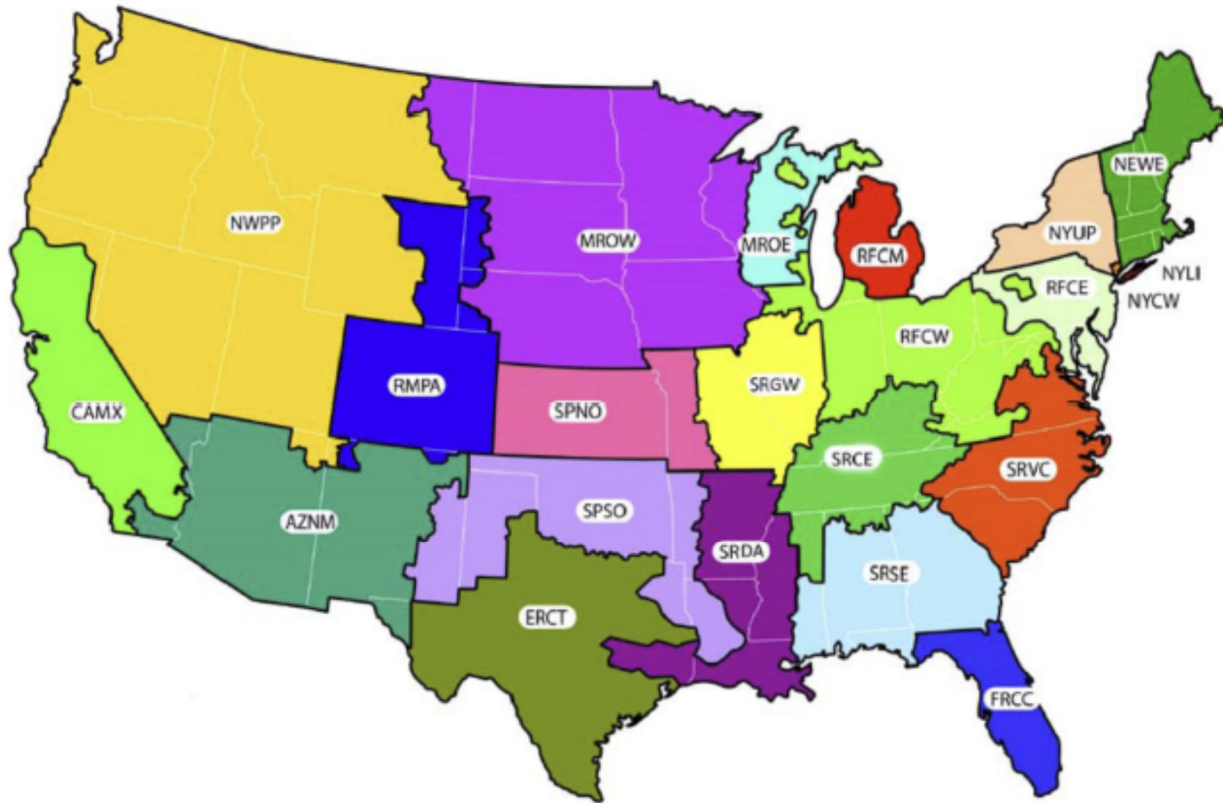 NEWE
NWPP
NYUP
MROW
MROE
RFCM
NYLI
RFCE
NYCW
RFCW
RMPA
SRGW
CAMX
SPNO
SRCE
SRVC
AZNM
SPSO
SRDA
SRSE
ERCT
FRCC